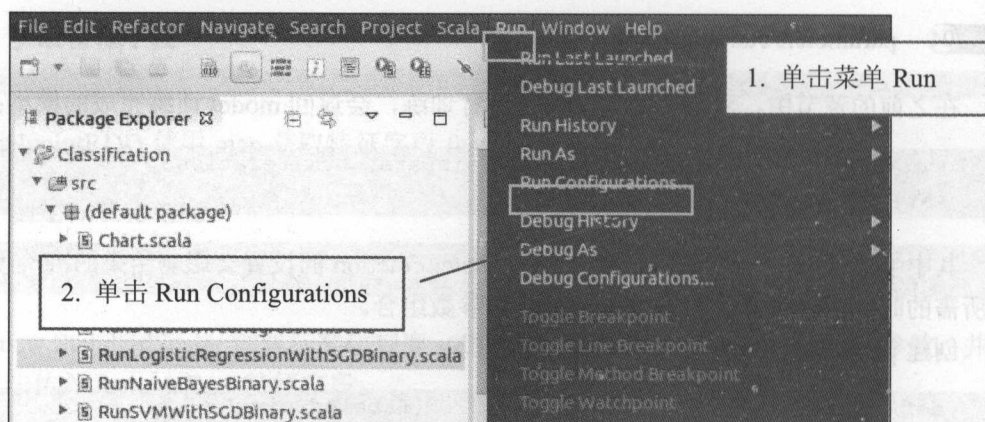 File Edit Refactor Navigate Search Project Scala Run Window Help
1. 单击菜单 Run
Run Last Launched
Debug Last Launched
Package Explorer
Run History
Run As
Run Configurations...
Debug History
Debug As
Debug Configurations...
Toggle Breakpoint
Toggle Line Breakpoint
Toggle Method Breakpoint
Toggle Watchpoint
Classification
src
(default package)
Chart.scala
2. 单击 Run Configurations
RunLogisticRegressionWithSGDBinary.scala
RunNaiveBayesBinary.scala
RunSVMWithSGDBinary.scala